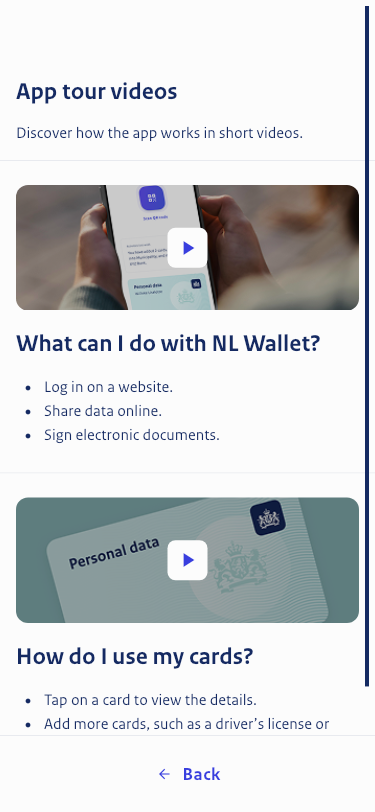 App tour videos
Discover how the app works in short videos.
Scan QR code
Personal data
What can I do with NL Wallet?
Log in on a website.
Share data online.
Sign electronic documents.
Personal data
How do I use my cards?
Tap on a card to view the details.
Add more cards, such as a driver’s license or
Back